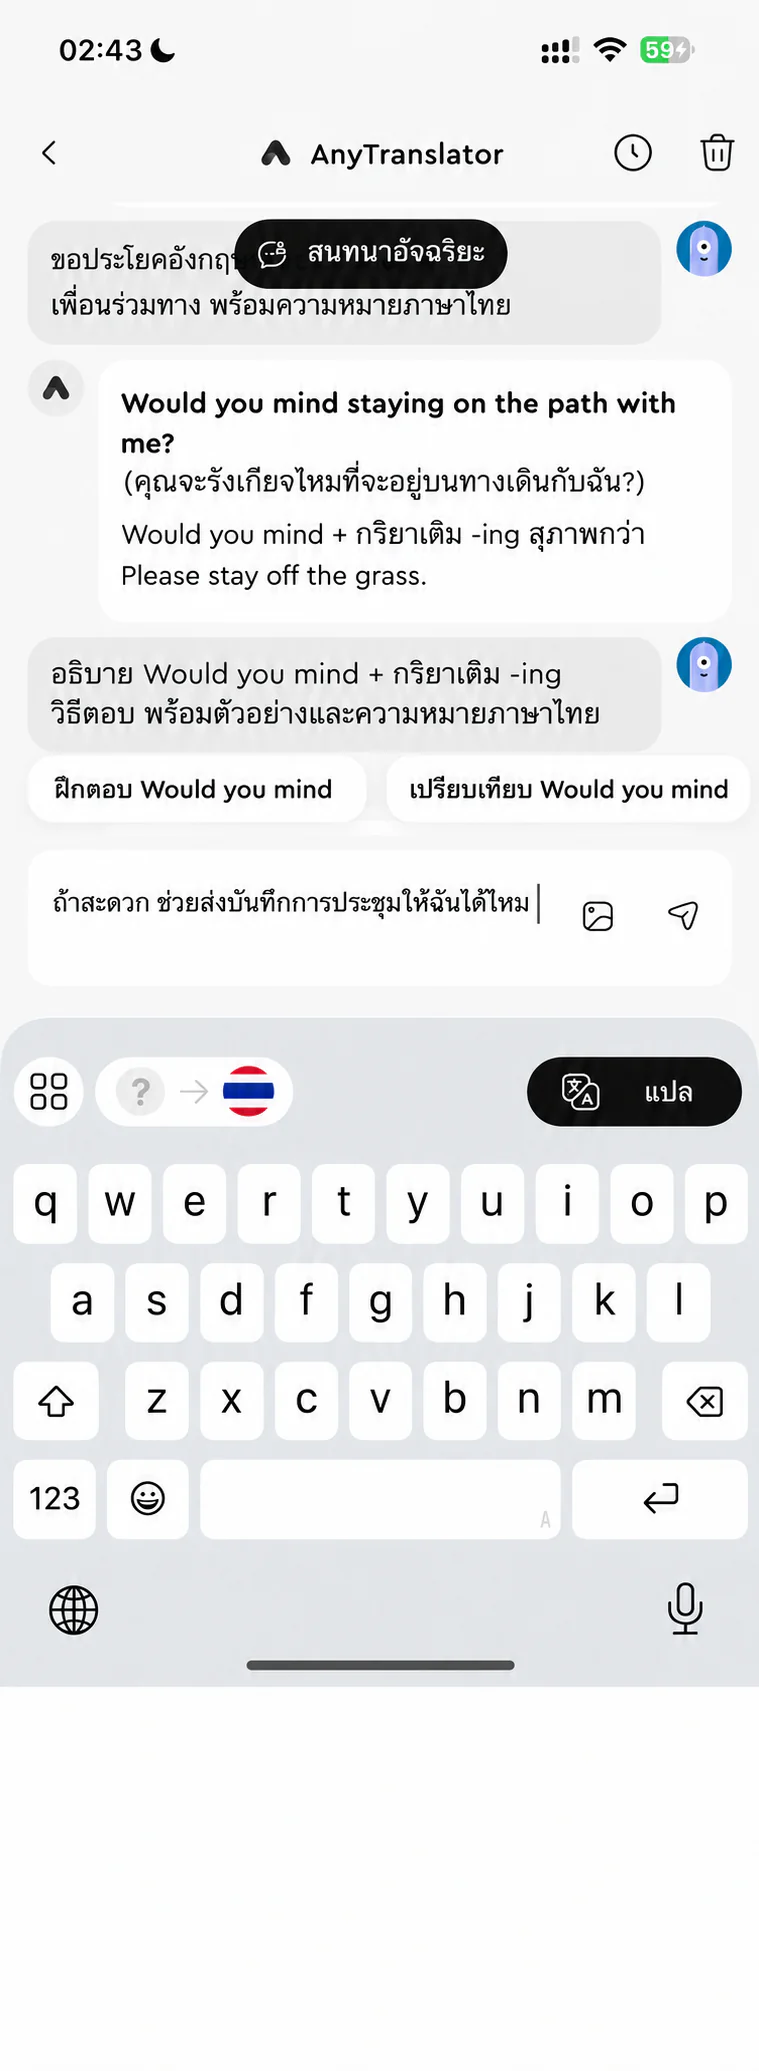 02:43
59
AnyTranslator
สนทนาอัจฉริยะ
ขอประโยคอังกฤษ
เพื่อนร่วมทาง พร้อมความหมายภาษาไทย
Would you mind staying on the path with
me?
(คุณจะรังเกียจไหมที่จะอยู่บนทางเดินกับฉัน?)
Would you mind + กริยาเติม -ing สุภาพกว่า
Please stay off the grass.
อธิบาย Would you mind + กริยาเติม -ing
วิธีตอบ พร้อมตัวอย่างและความหมายภาษาไทย
ฝึกตอบ Would you mind
เปรียบเทียบ Would you mind
ถ้าสะดวก ช่วยส่งบันทึกการประชุมให้ฉันได้ไหม
? แปล
q w e r t y u i o p
a s d f g h j k l
z x c v b n m
123
A